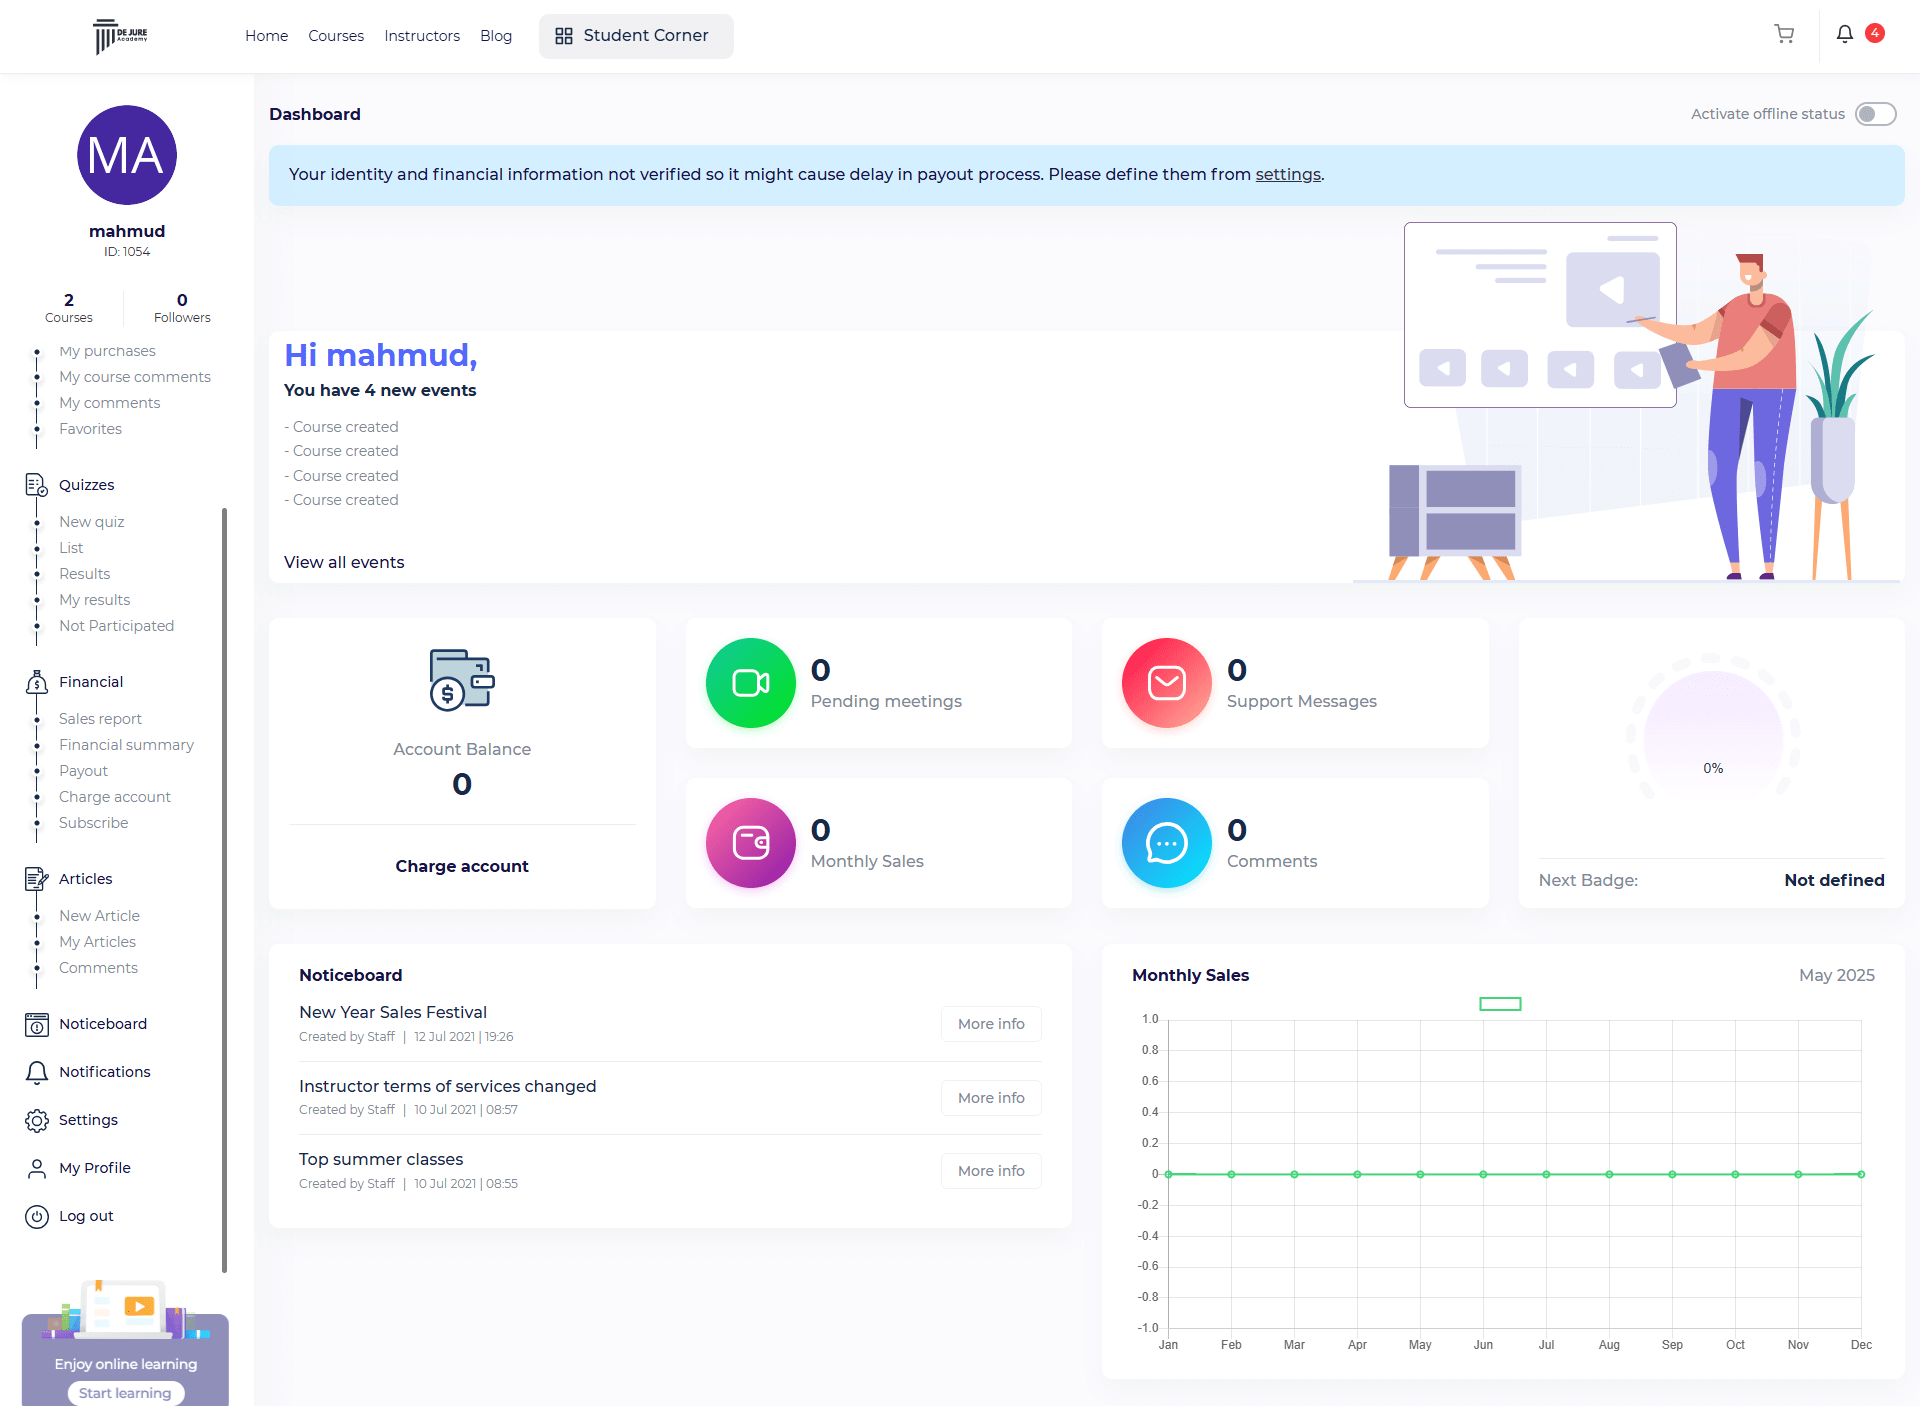 DE JURE
Academy
Home
Courses
Instructors
Blog
Student Corner
4
MA
mahmud
ID: 1054
2
Courses
0
Followers
My purchases
My course comments
My comments
Favorites
Quizzes
New quiz
List
Results
My results
Not Participated
Financial
Sales report
Financial summary
Payout
Charge account
Subscribe
Articles
New Article
My Articles
Comments
Noticeboard
Notifications
Settings
My Profile
Log out
Enjoy online learning
Start learning
Dashboard
Activate offline status
Your identity and financial information not verified so it might cause delay in payout process. Please define them from settings.
Hi mahmud,
You have 4 new events
- Course created
- Course created
- Course created
- Course created
View all events
Account Balance
0
Charge account
0
Pending meetings
0
Monthly Sales
0
Support Messages
0
Comments
0%
Next Badge:
Not defined
Noticeboard
New Year Sales Festival
Created by Staff | 12 Jul 2021 | 19:26
More info
Instructor terms of services changed
Created by Staff | 10 Jul 2021 | 08:57
More info
Top summer classes
Created by Staff | 10 Jul 2021 | 08:55
More info
Monthly Sales
May 2025
1.0
0.8
0.6
0.4
0.2
0
-0.2
-0.4
-0.6
-0.8
-1.0
Jan Feb Mar Apr May Jun Jul Aug Sep Oct Nov Dec